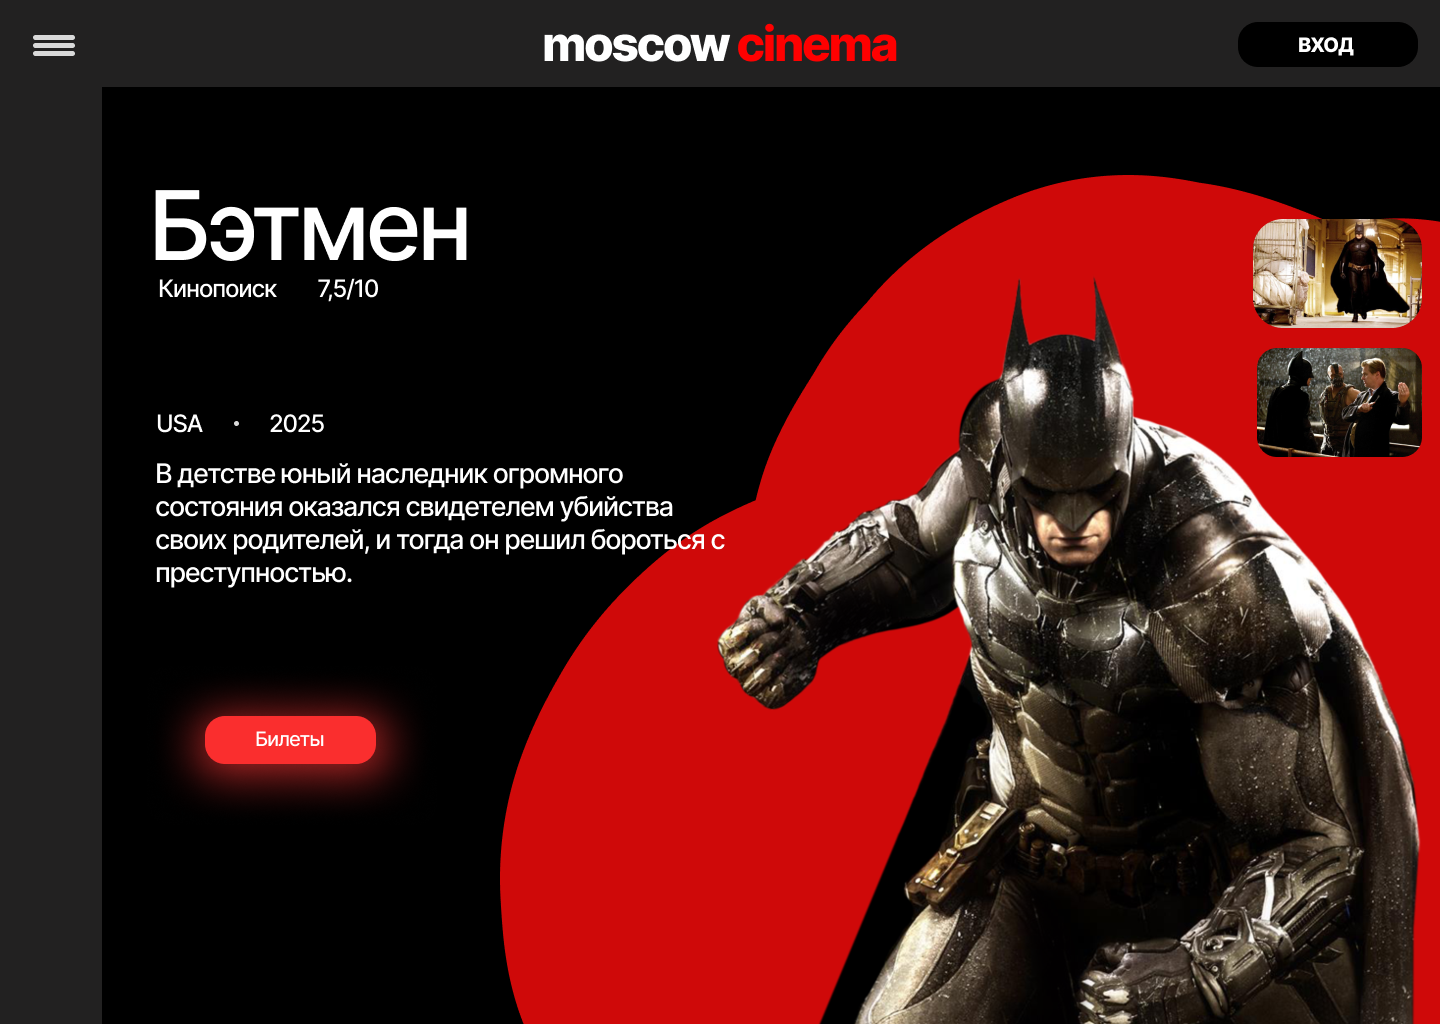 moscow cinema
ВХОД
Бэтмен
Кинопоиск 7,5/10
USA • 2025
В детстве юный наследник огромного
состояния оказался свидетелем убийства
своих родителей, и тогда он решил бороться с
преступностью.
Билеты